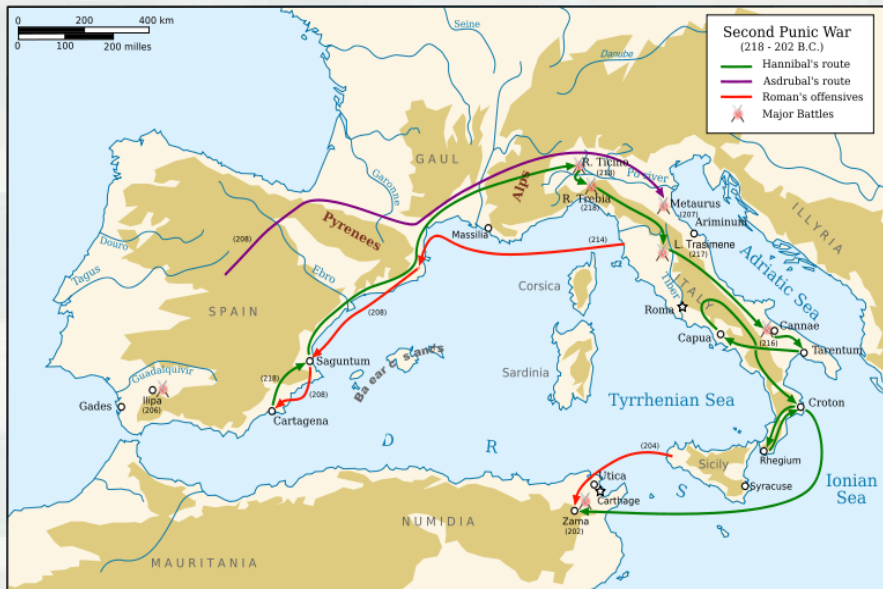 0 200 400 km
0 100 200 milles
Second Punic War
(218 - 202 B.C.)
Hannibal's route
Asdrubal's route
Roman's offensives
Major Battles
Seine
Danube
GAUL
Garonne
Alps
R. Ticino
(218)
Po river
R. Trebia
(218)
Metaurus
(207)
Ariminum
ILLYRIA
Massilia
L. Trasimene
(217)
Adriatic Sea
Pyrenees
(208)
Douro
Tagus
Ebro
(214)
Corsica
ITALY
Tiber
Roma
SPAIN
(208)
Cannae
(216)
Capua
Tarentum
Saguntum
Balearic Islands
Sardinia
Guadalquivir
(218)
(208)
Ilipa
(206)
Gades
Cartagena
Tyrrhenian Sea
Croton
D R
(204)
Sicily
Rhegium
Utica
Carthage
S
Syracuse
Ionian
Sea
Zama
(202)
NUMIDIA
MAURITANIA